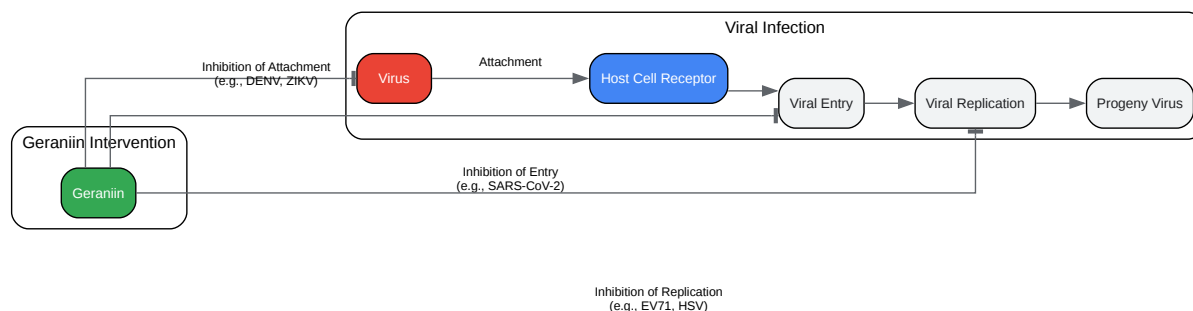 Viral Infection
Inhibition of Attachment
(e.g., DENV, ZIKV)
Virus
Attachment
Host Cell Receptor
Viral Entry
Viral Replication
Progeny Virus
Geraniin Intervention
Geraniin
Inhibition of Entry
(e.g., SARS-CoV-2)
Inhibition of Replication
(e.g., EV71, HSV)